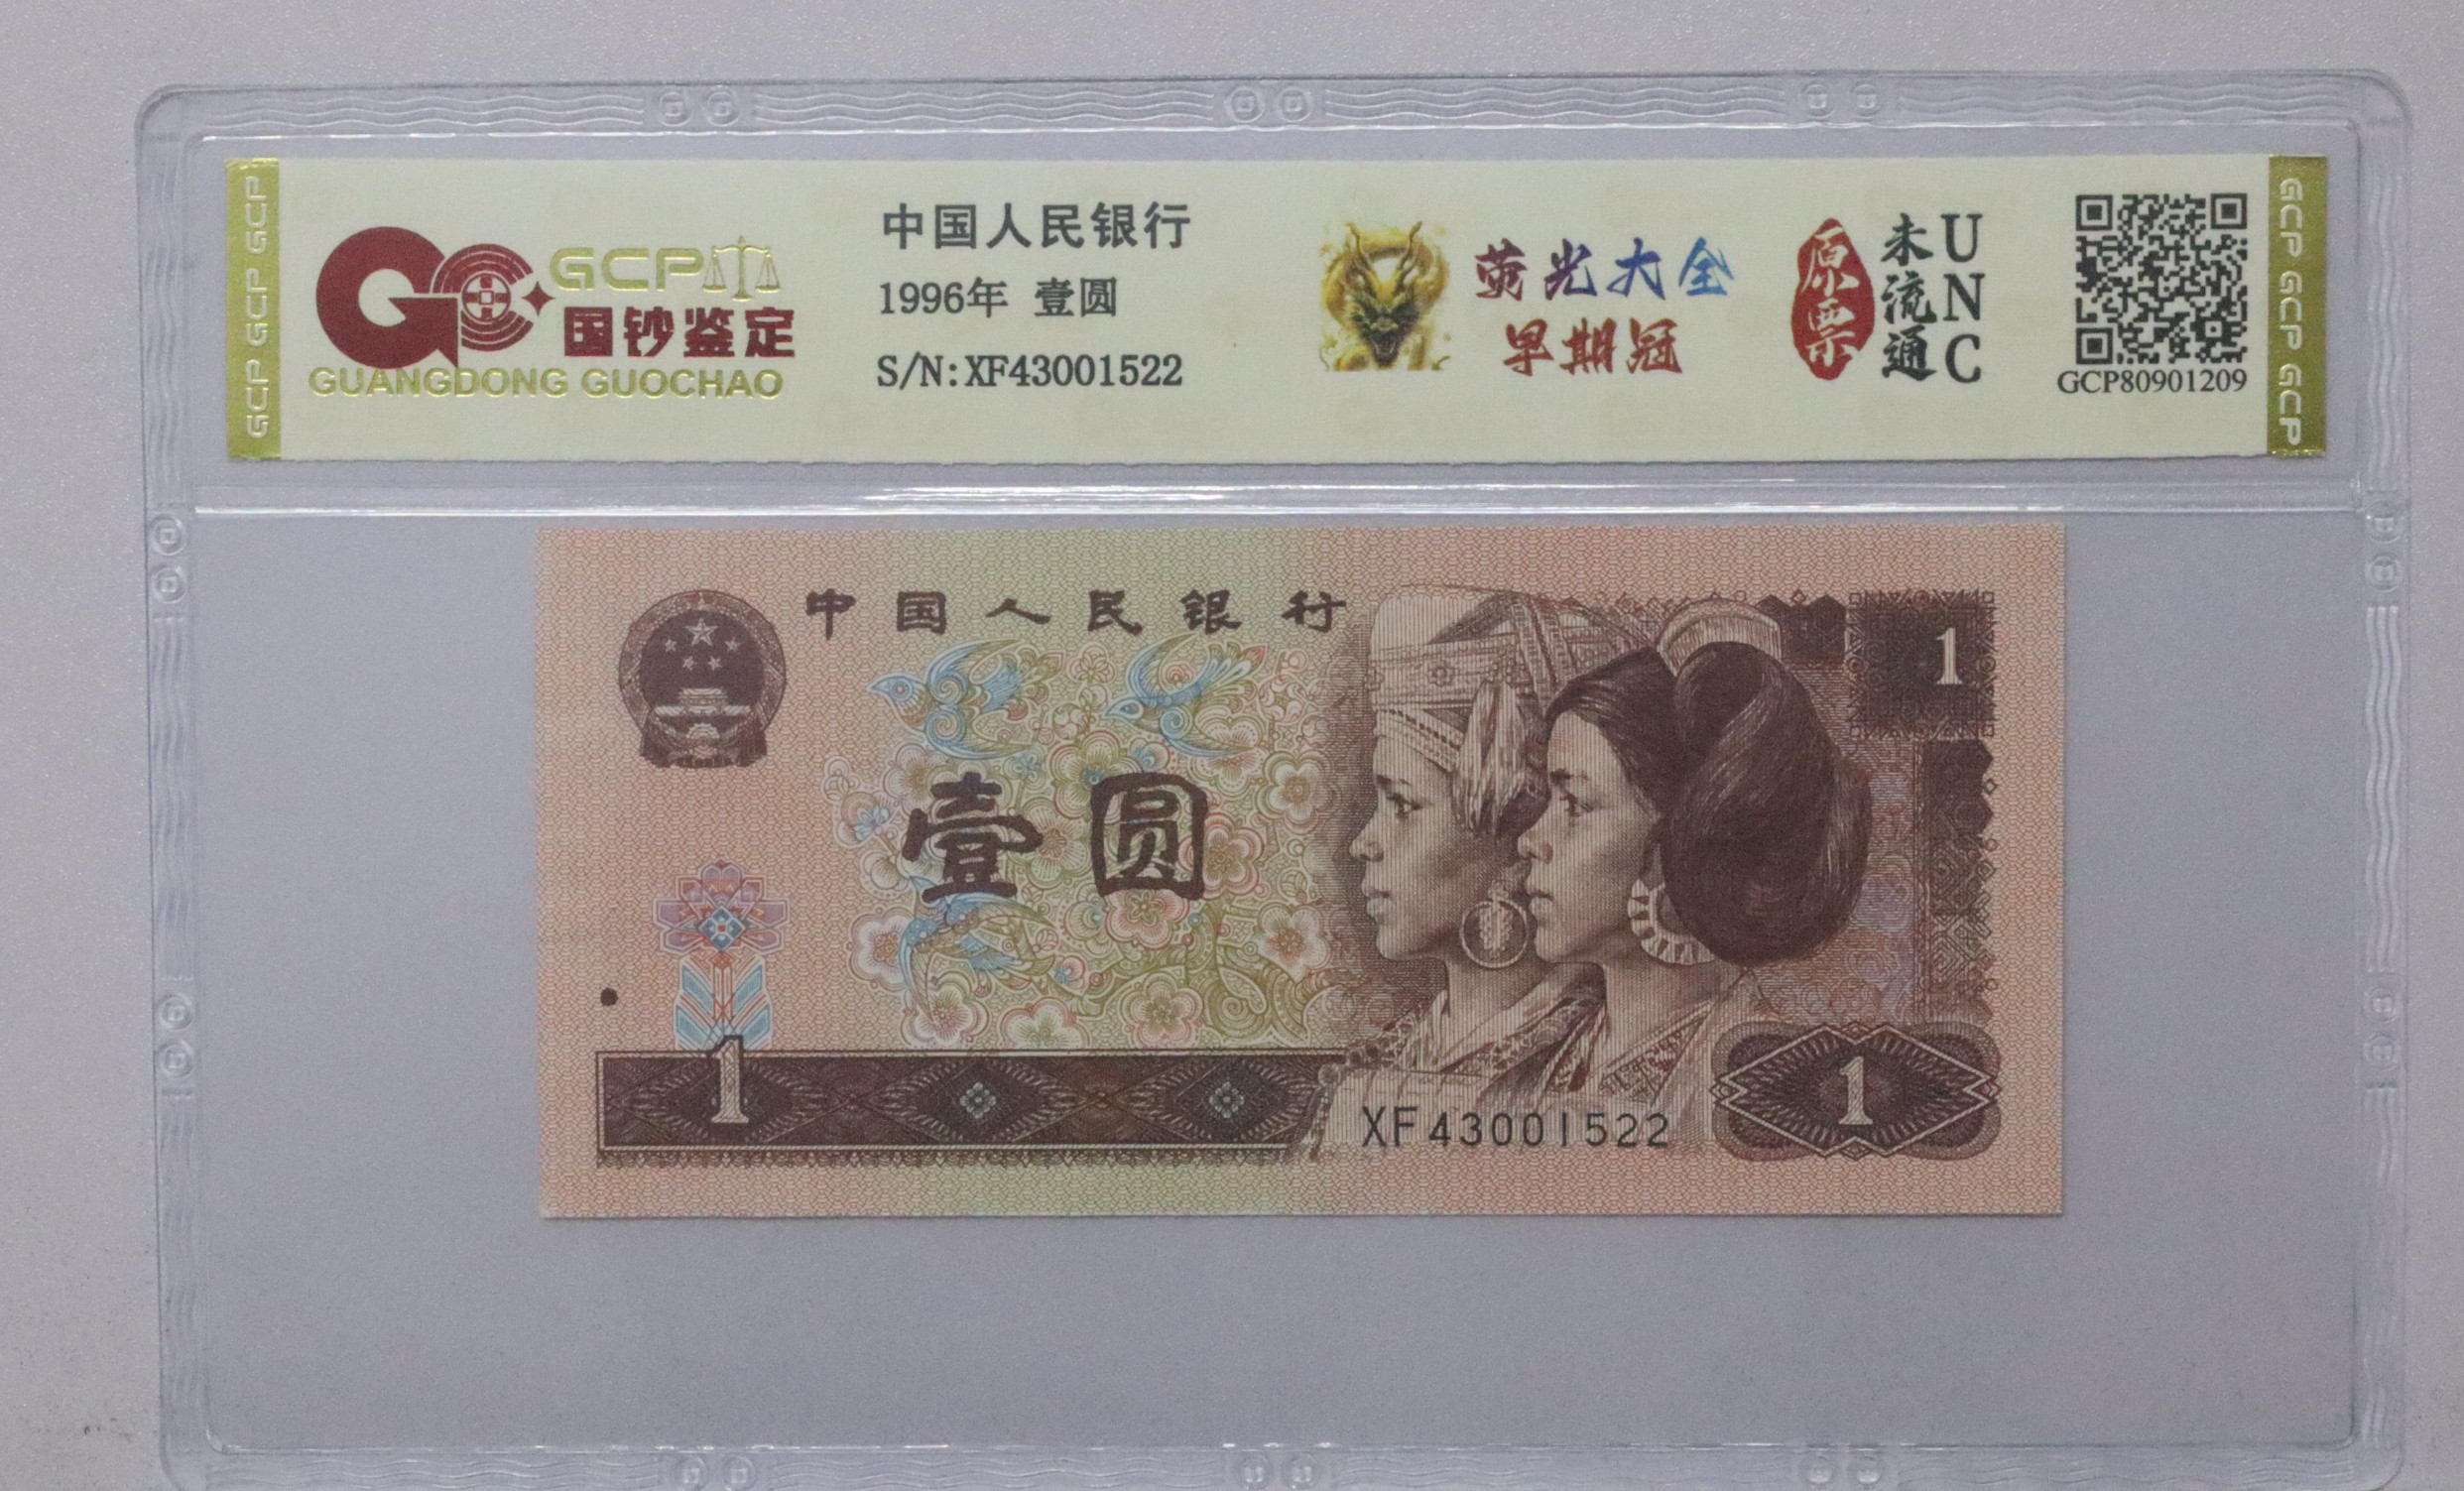 GCP GCP GCP
GCP
国钞鉴定
GUANGDONG GUOCHAO
中国人民银行
1996年 壹圆
S/N:XF43001522
荧光大全
早期冠
原票
未流通
UNC
GCP80901209
GCP GCP GCP
中国人民银行
1
壹圆
1
1
XF43001522